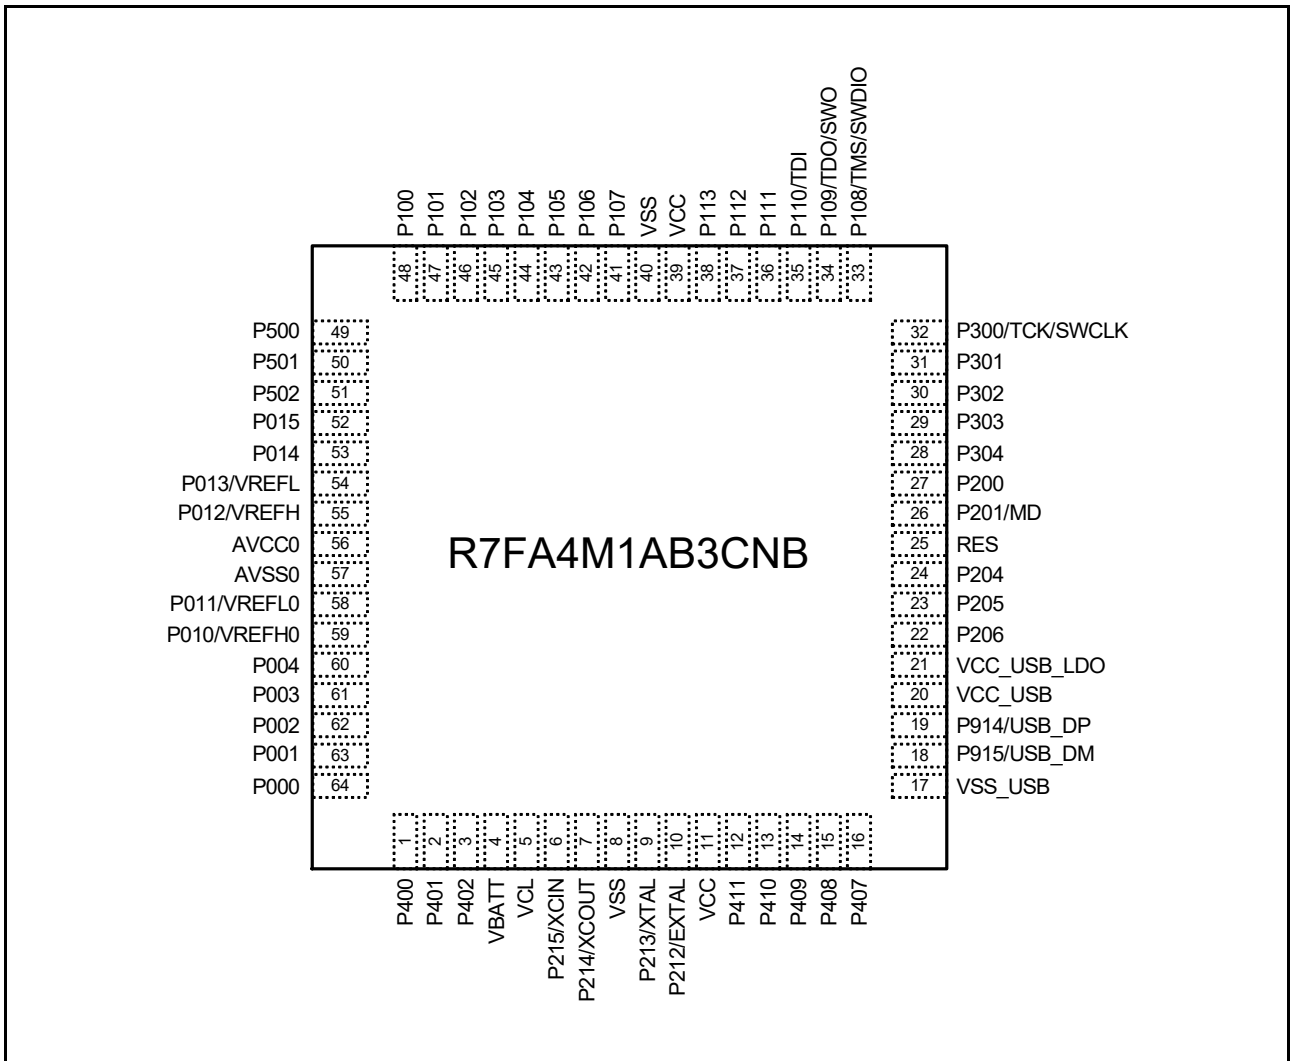 P100
P101
P102
P103
P104
P105
P106
P107
VSS
VCC
P113
P112
P111
P110/TDI
P109/TDO/SWO
P108/TMS/SWDIO
48
47
46
45
44
43
42
41
40
39
38
37
36
35
34
33
P500 49
P501 50
P502 51
P015 52
P014 53
P013/VREFL 54
P012/VREFH 55
AVCC0 56
AVSS0 57
P011/VREFL0 58
P010/VREFH0 59
P004 60
P003 61
P002 62
P001 63
P000 64
R7FA4M1AB3CNB
32 P300/TCK/SWCLK
31 P301
30 P302
29 P303
28 P304
27 P200
26 P201/MD
25 RES
24 P204
23 P205
22 P206
21 VCC_USB_LDO
20 VCC_USB
19 P914/USB_DP
18 P915/USB_DM
17 VSS_USB
1
2
3
4
5
6
7
8
9
10
11
12
13
14
15
16
P400
P401
P402
VBATT
VCL
P215/XCIN
P214/XCOUT
VSS
P213/XTAL
P212/EXTAL
VCC
P411
P410
P409
P408
P407